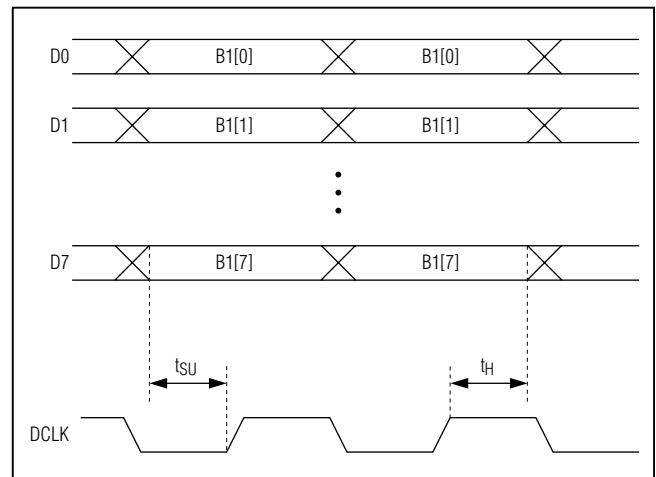 D0 B1[0] B1[0]
D1 B1[1] B1[1]
D7 B1[7] B1[7]
tSU tH
DCLK